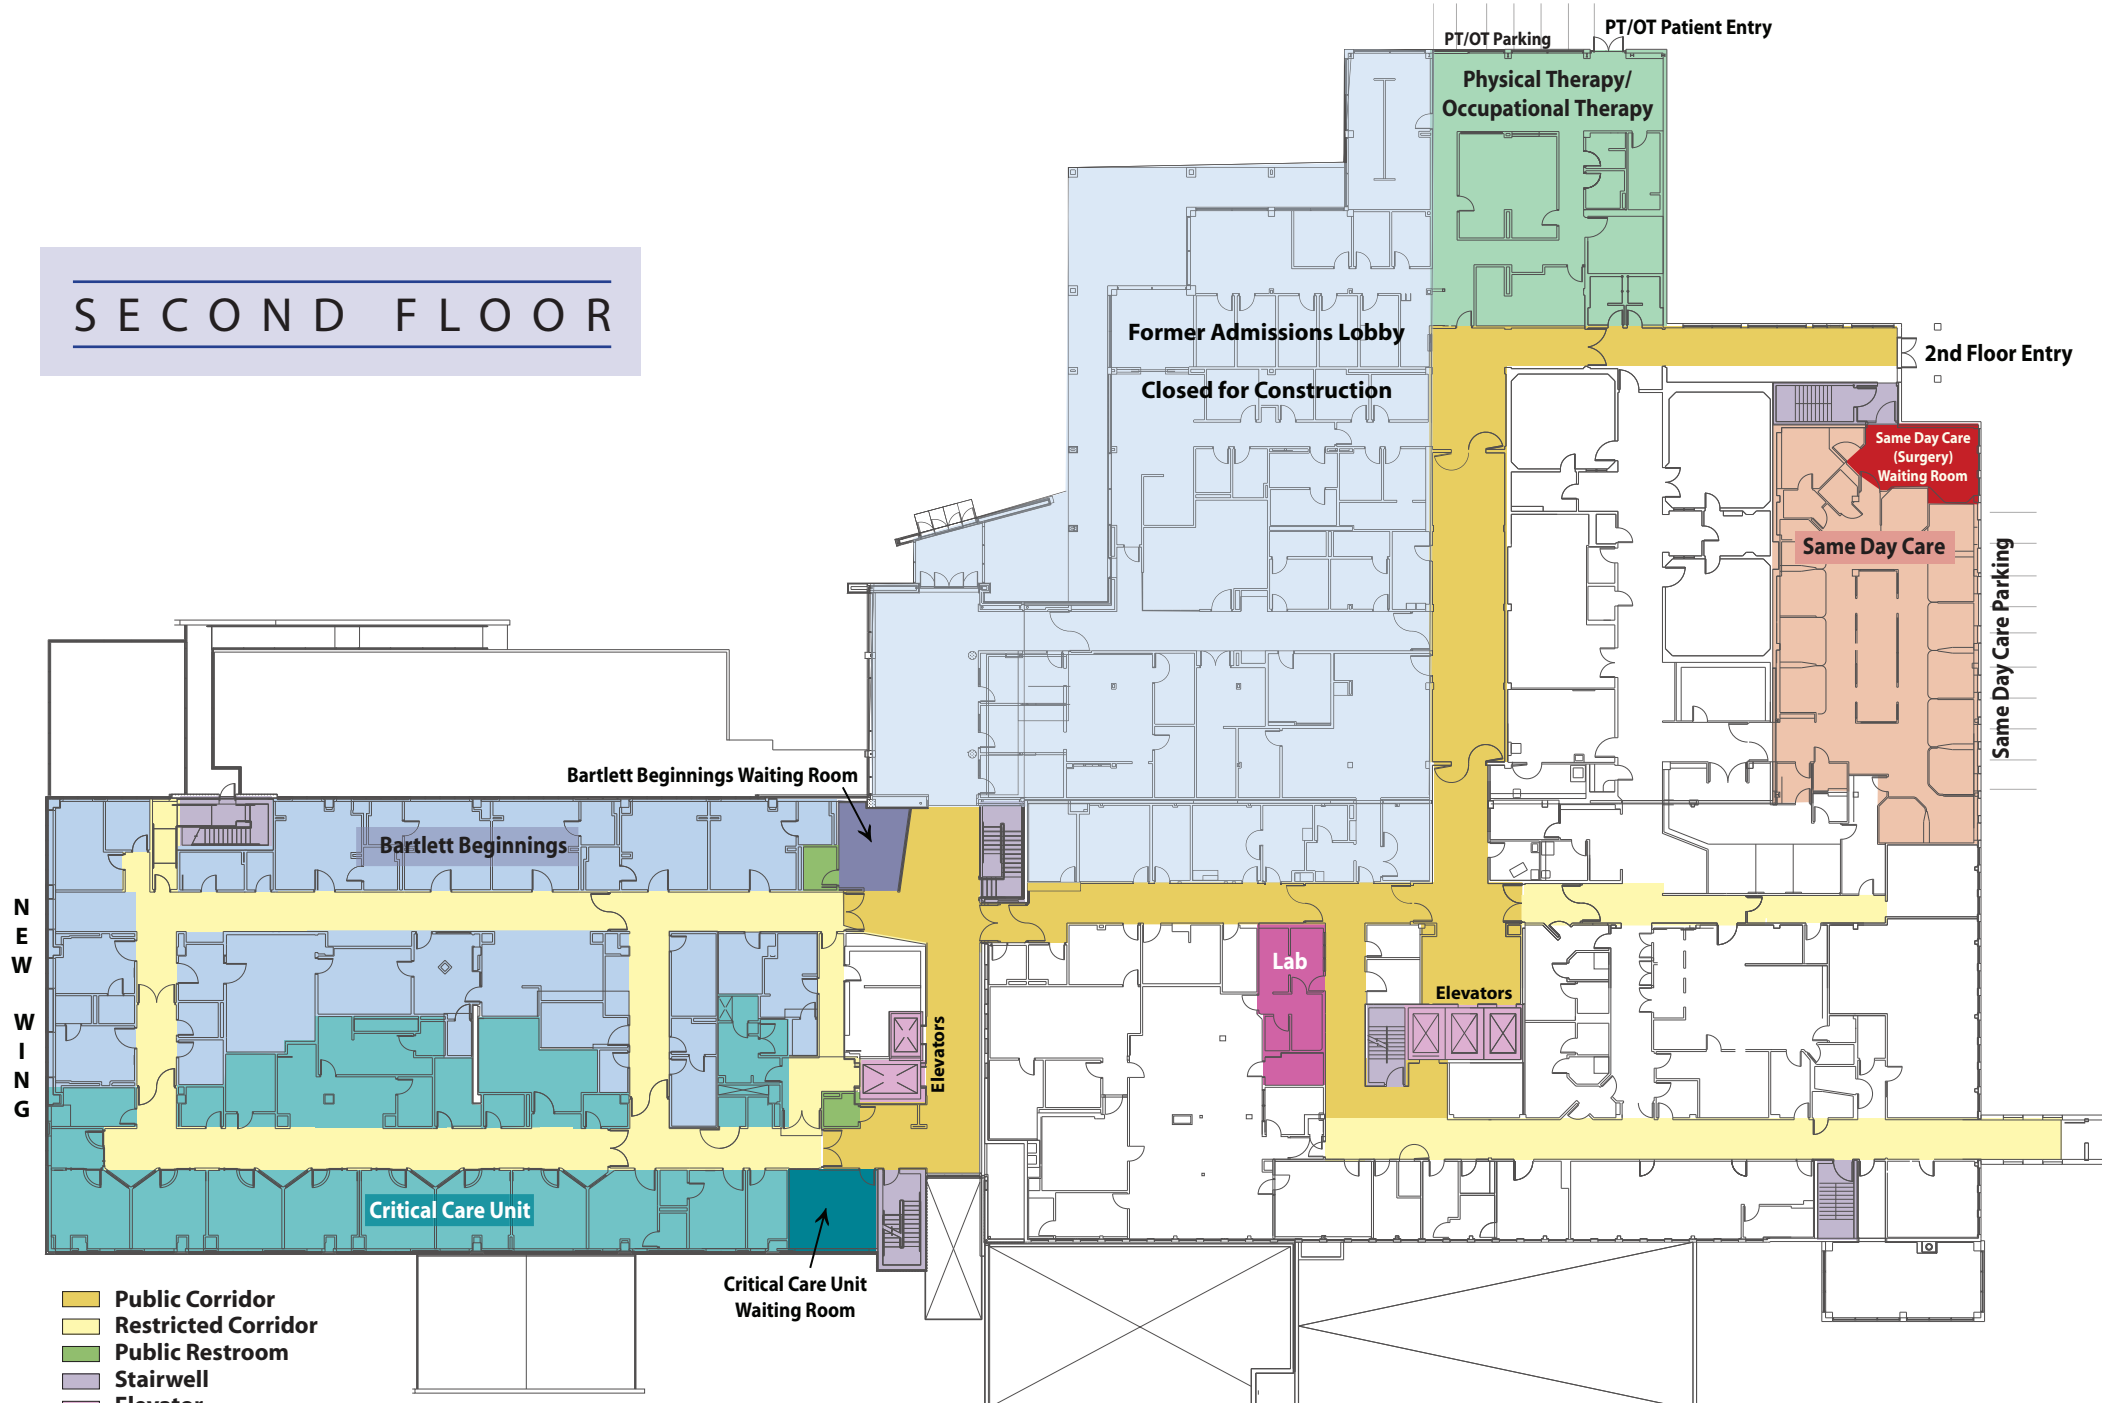 PT/OT Patient Entry
PT/OT Parking
Physical Therapy/
Occupational Therapy
SECOND FLOOR
Former Admissions Lobby
2nd Floor Entry
Closed for Construction
Same Day Care
(Surgery)
Waiting Room
Same Day Care
Same Day Care Parking
Bartlett Beginnings Waiting Room
Bartlett Beginnings
NEW WING
Lab
Elevators
Elevators
Critical Care Unit
Critical Care Unit
Waiting Room
Public Corridor
Restricted Corridor
Public Restroom
Stairwell
Elevator